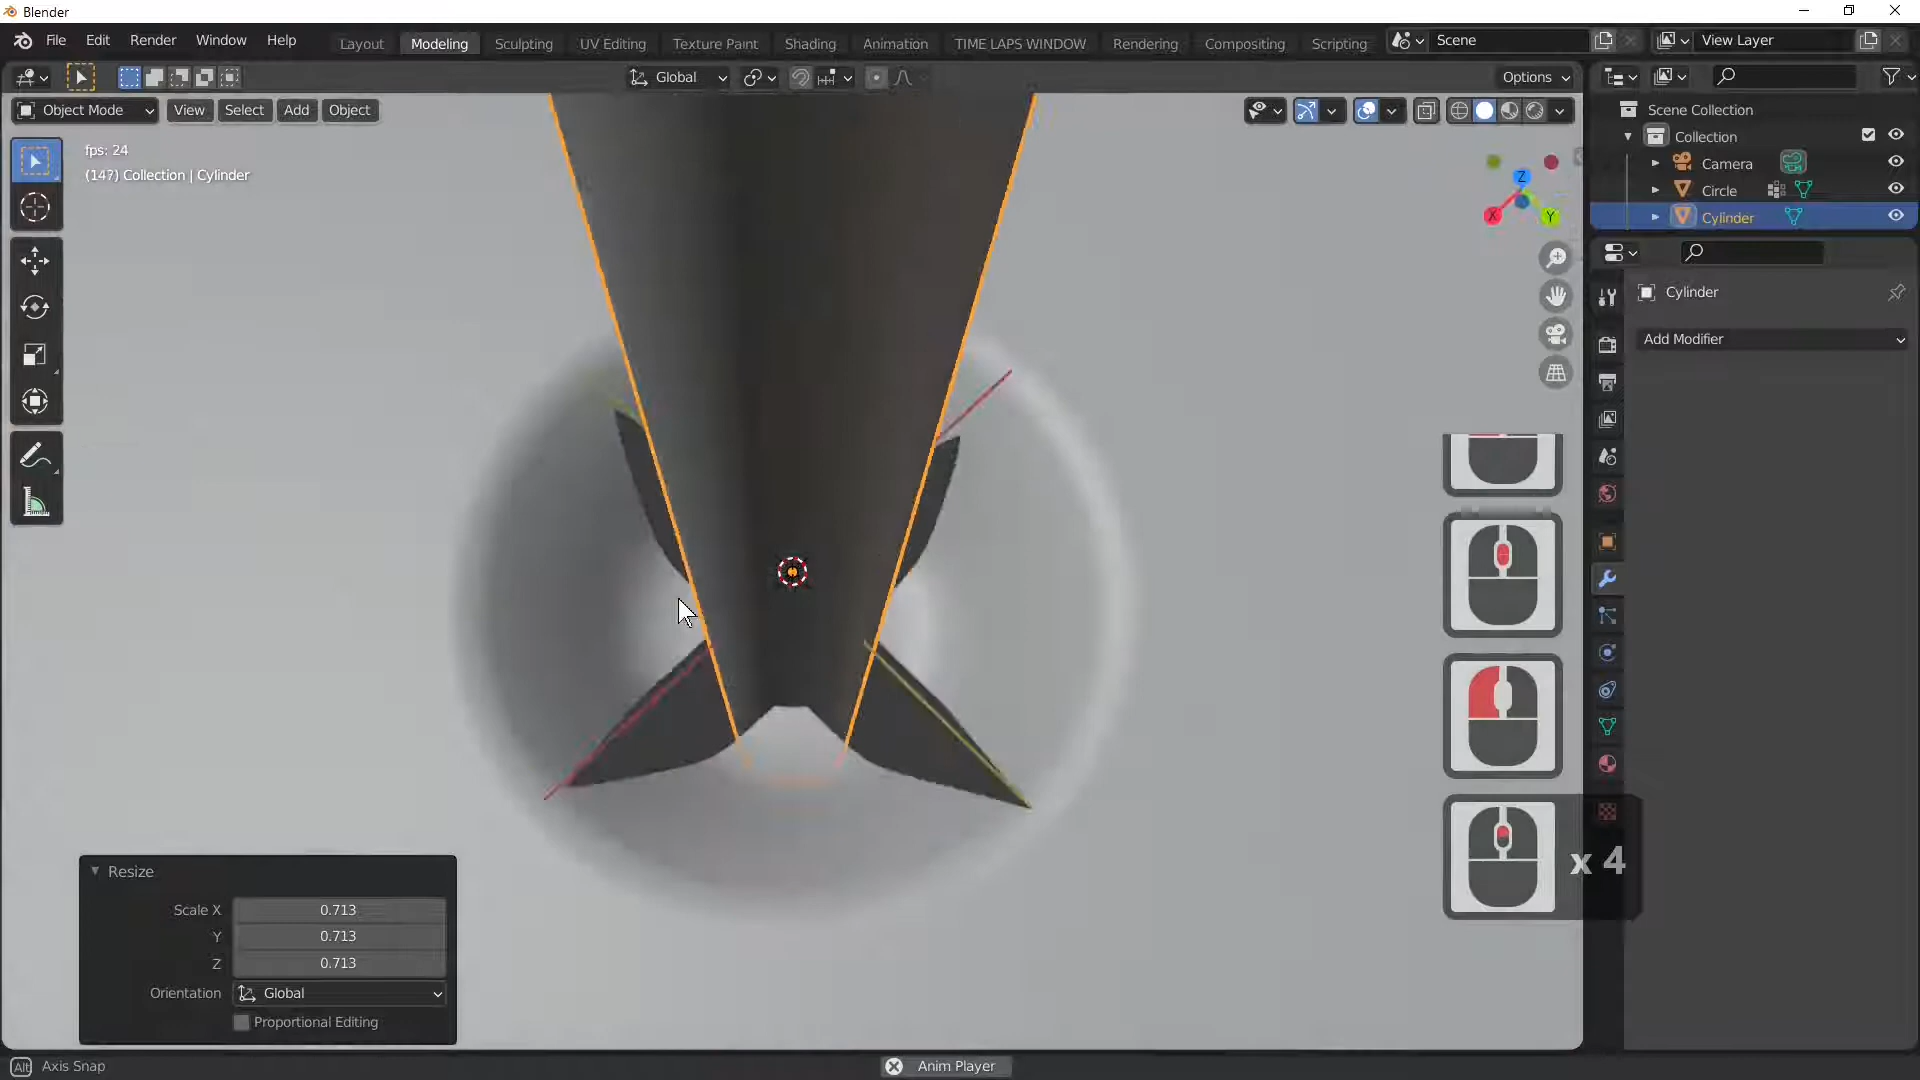 Blender
File Edit Render Window Help Layout Modeling Sculpting UV Editing Texture Paint Shading Animation TIME LAPS WINDOW Rendering Compositing Scripting Scene View Layer
Global Options
Object Mode View Select Add Object
Scene Collection
Collection
Camera
Circle
Cylinder
fps: 24
(147) Collection | Cylinder
Z
X
Y
Cylinder
Add Modifier
x 4
Resize
Scale X 0.713
Y 0.713
Z 0.713
Orientation Global
Proportional Editing
Alt Axis Snap
Anim Player